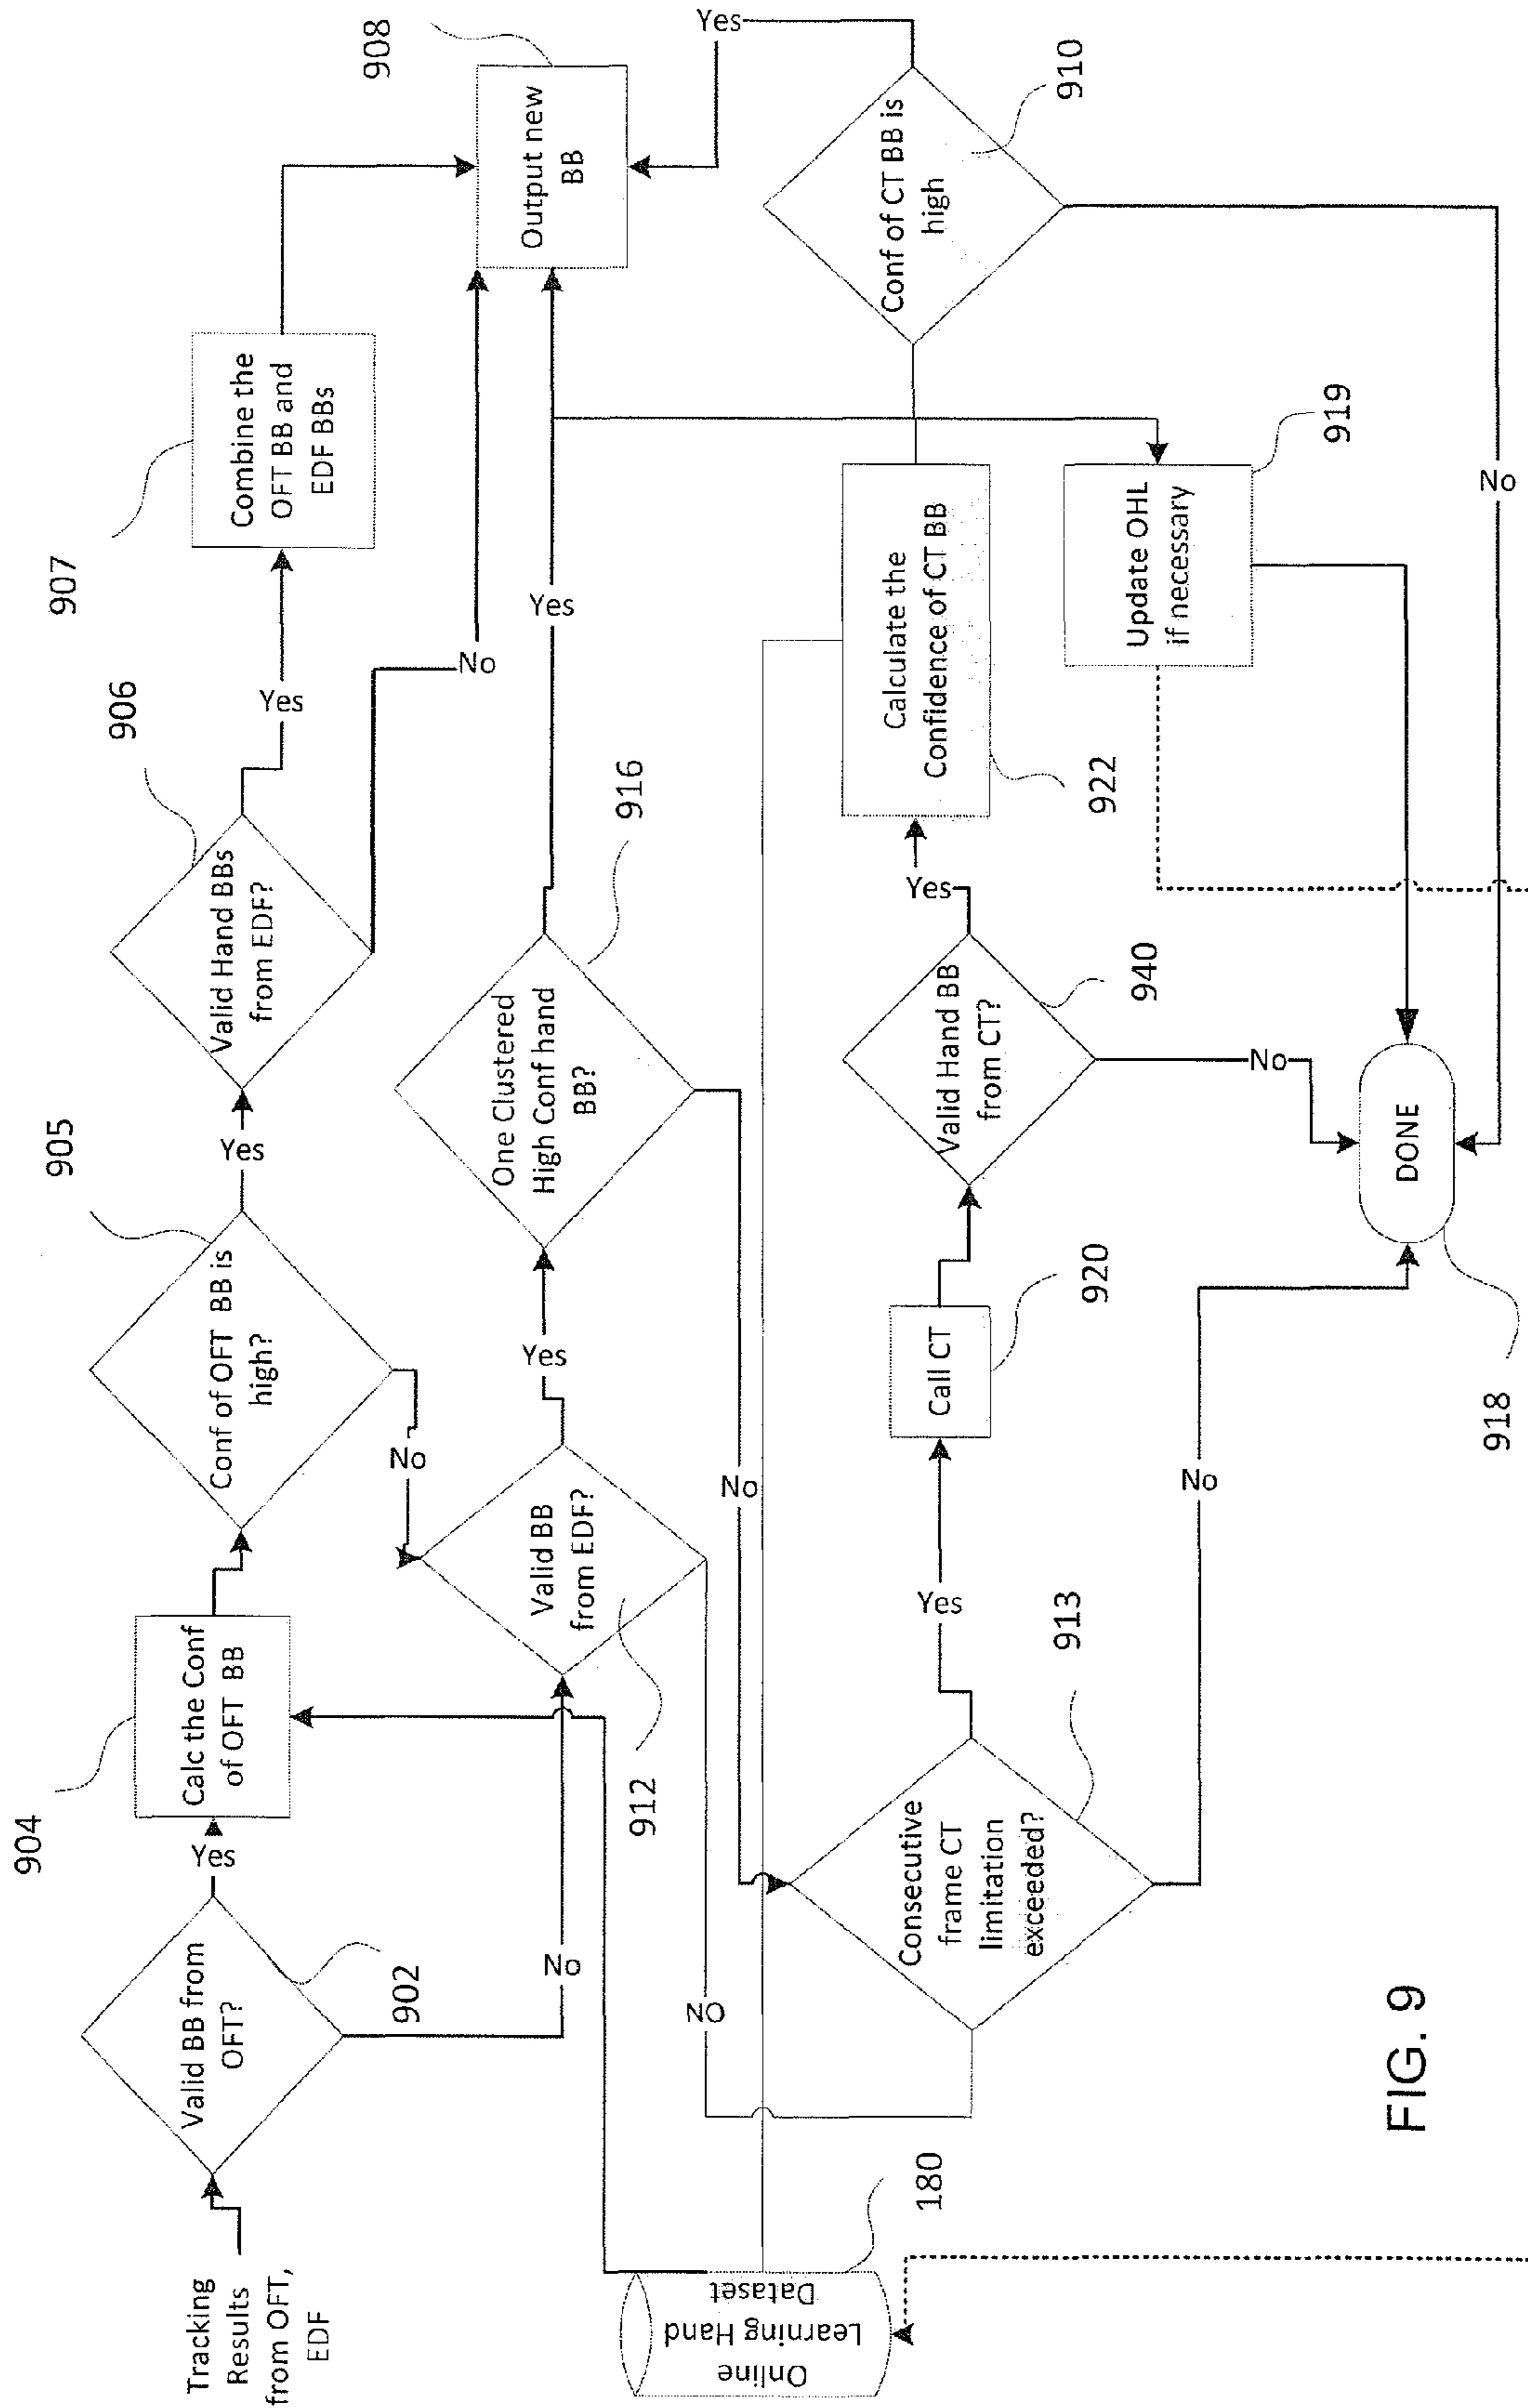 Tracking
Results
from OFT,
EDF
Valid BB from
OFT?
902
Yes
No
904
Calc the Conf
of OFT BB
905
Conf of OFT BB is
high?
Yes
No
906
Valid Hand BBs
from EDF?
Yes
No
907
Combine the
OFT BB and
EDF BBs
908
Output new
BB
Yes
912
Valid BB
from EDF?
Yes
NO
916
One Clustered
High Conf hand
BB?
Yes
No
Online
Learning Hand
Dataset
180
913
Consecutive
frame CT
limitation
exceeded?
Yes
No
920
Call CT
940
Valid Hand BB
from CT?
Yes
No
922
Calculate the
Confidence of CT BB
910
Conf of CT BB is
high
No
919
Update OHL
if necessary
918
DONE
FIG. 9